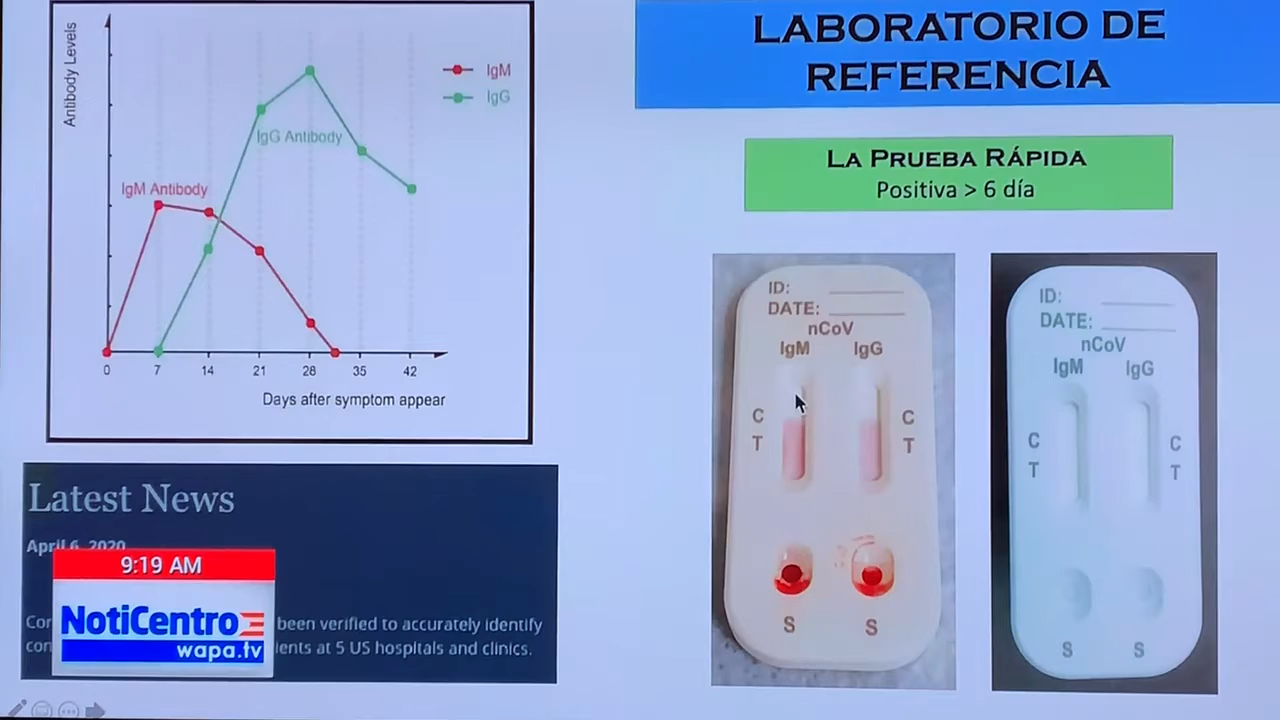 Antibody Levels
IgM
IgG
IgG Antibody
IgM Antibody
0 7 14 21 28 35 42
Days after symptom appear
Latest News
April 6, 2020
been verified to accurately identify
at 5 US hospitals and clinics.
9:19 AM
NotiCentro
wapa.tv
LABORATORIO DE
REFERENCIA
LA PRUEBA RÁPIDA
Positiva > 6 día
ID:
DATE:
nCoV
IgM IgG
C C
T T
S S
ID:
DATE:
nCoV
IgM IgG
C C
T T
S S